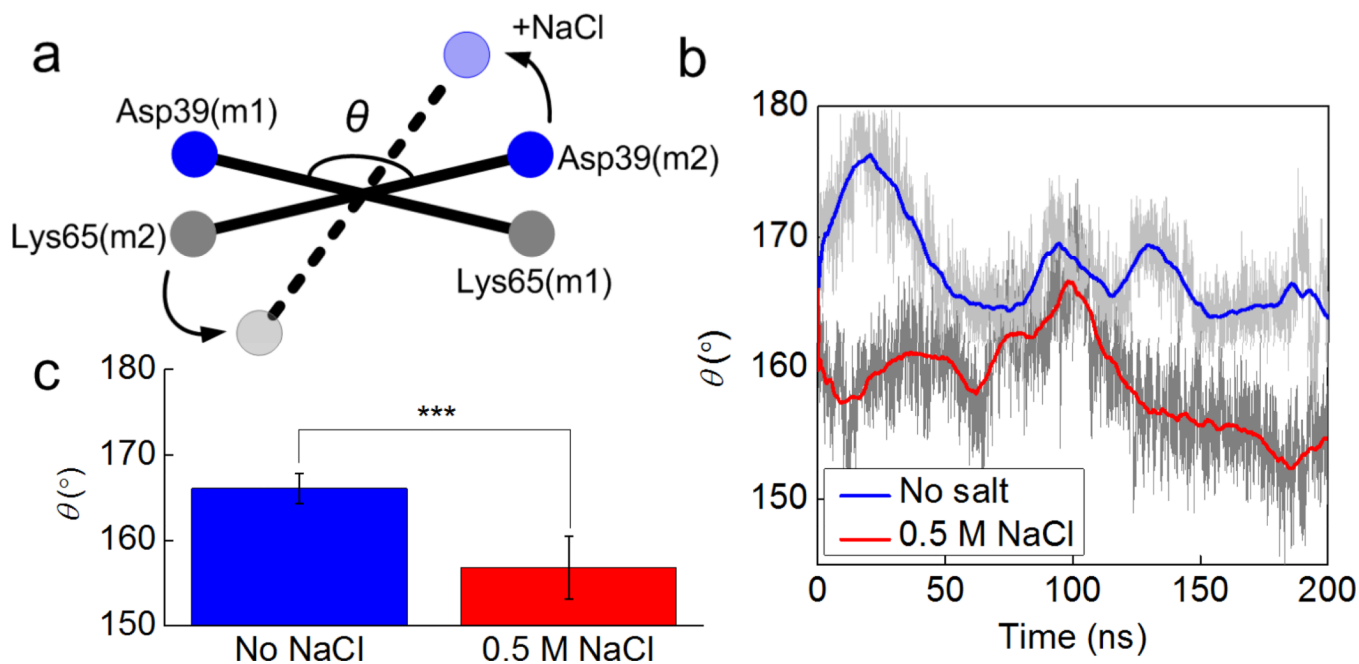 a
+NaCl
Asp39(m1)
θ
Asp39(m2)
Lys65(m2)
Lys65(m1)
b
180
170
160
150
θ (°)
No salt
0.5 M NaCl
0 50 100 150 200
Time (ns)
c
180
170
160
150
θ (°)
***
No NaCl 0.5 M NaCl